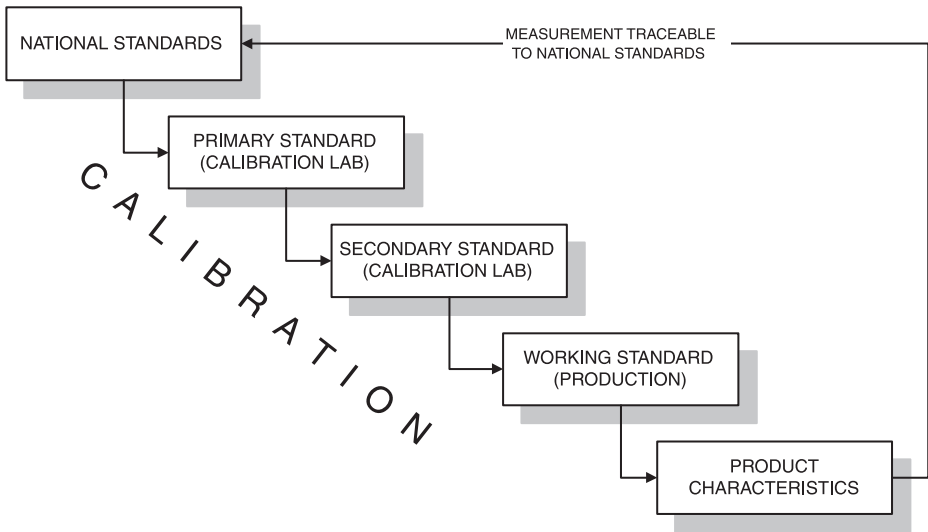 NATIONAL STANDARDS
MEASUREMENT TRACEABLE
TO NATIONAL STANDARDS
PRIMARY STANDARD
(CALIBRATION LAB)
CALIBRATION
SECONDARY STANDARD
(CALIBRATION LAB)
WORKING STANDARD
(PRODUCTION)
PRODUCT
CHARACTERISTICS